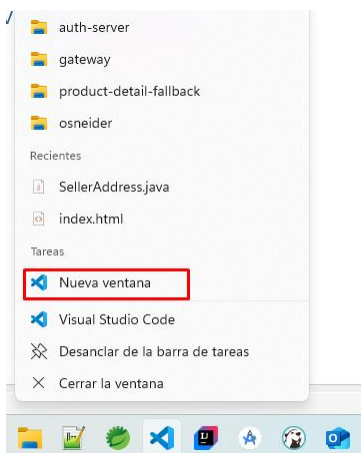 auth-server
gateway
product-detail-fallback
osneider
Recientes
SellerAddress.java
index.html
Tareas
Nueva ventana
Visual Studio Code
Desanclar de la barra de tareas
Cerrar la ventana